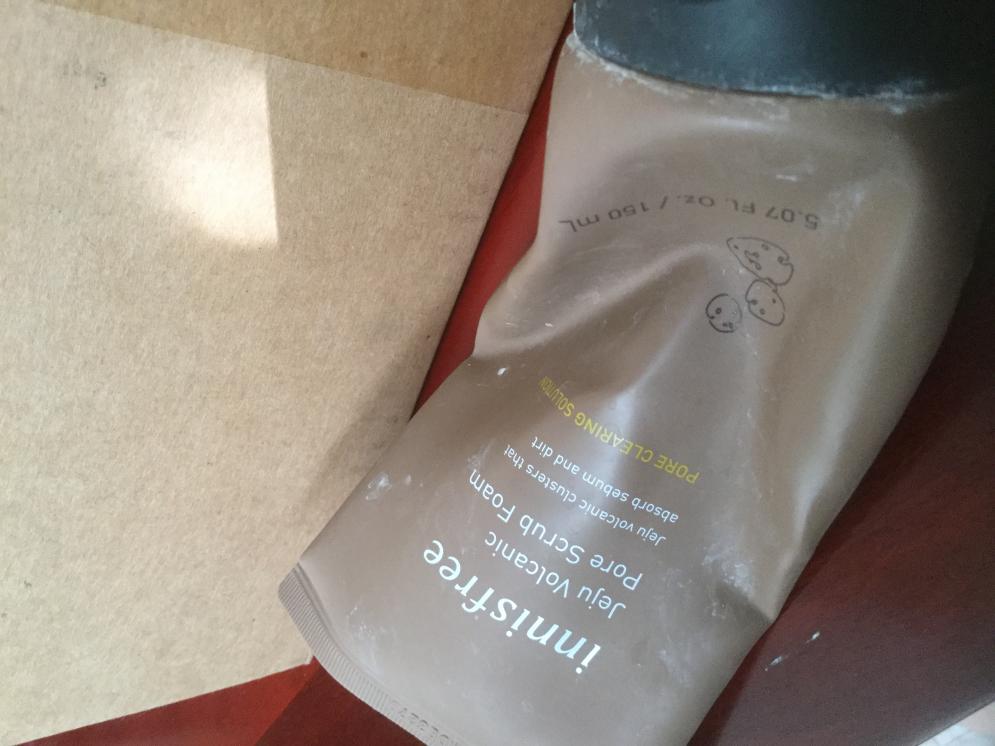 innisfree
Jeju Volcanic
Pore Scrub Foam
Jeju volcanic clusters that
absorb sebum and dirt
PORE CLEARING SOLUTION
5.07 FL. Oz. / 150 mL